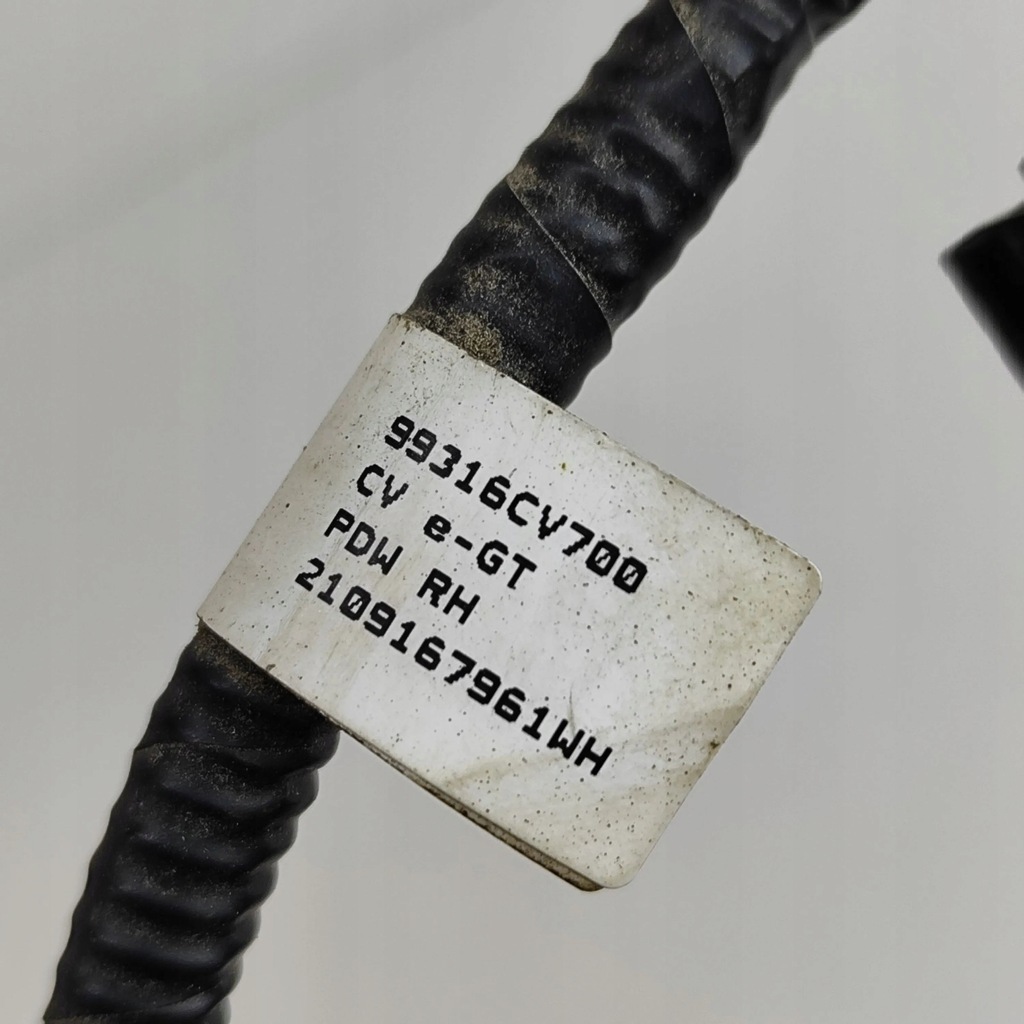 99316CV700
CV e-GT
PDW RH
2109167961WH